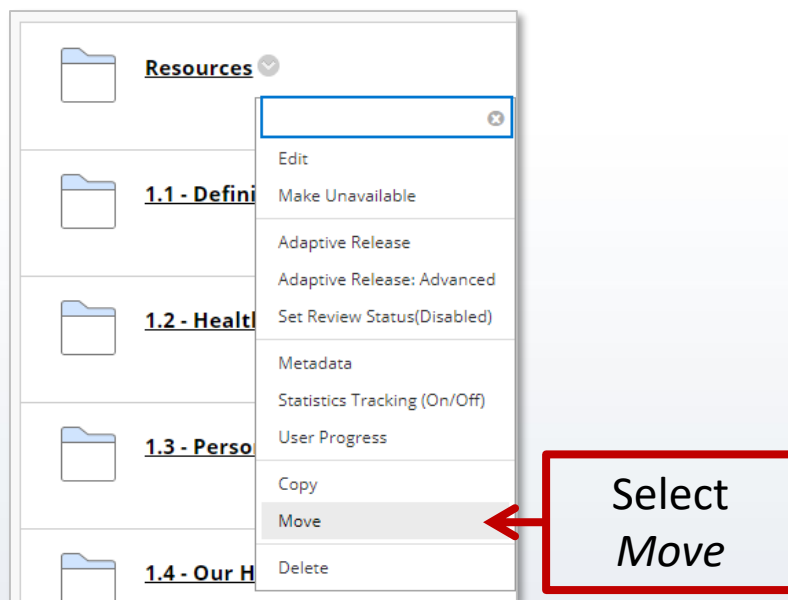 Resources
Edit
1.1 - Defini
Make Unavailable
Adaptive Release
Adaptive Release: Advanced
1.2 - Healt
Set Review Status(Disabled)
Metadata
Statistics Tracking (On/Off)
1.3 - Perso
User Progress
Copy
Move
1.4 - Our H
Delete
Select
Move